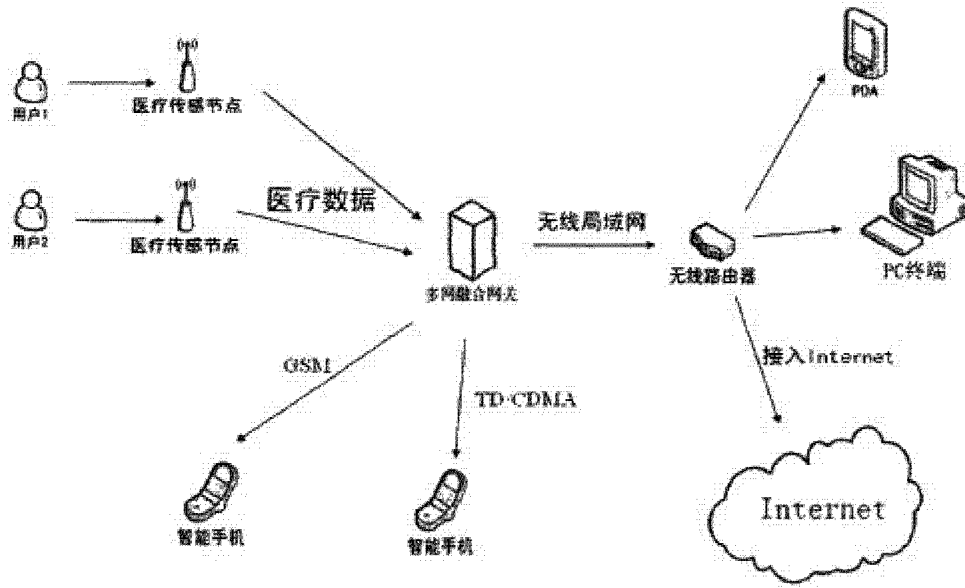 PDA
用户1
医疗传感节点
医疗数据
用户2
医疗传感节点
无线局域网
多网融合网关
无线路由器
PC终端
GSM
TD-CDMA
接入Internet
智能手机
智能手机
Internet